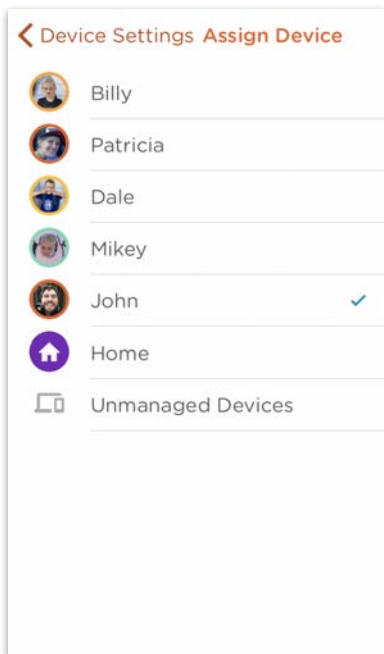 Device Settings Assign Device
Billy
Patricia
Dale
Mikey
John
Home
Unmanaged Devices